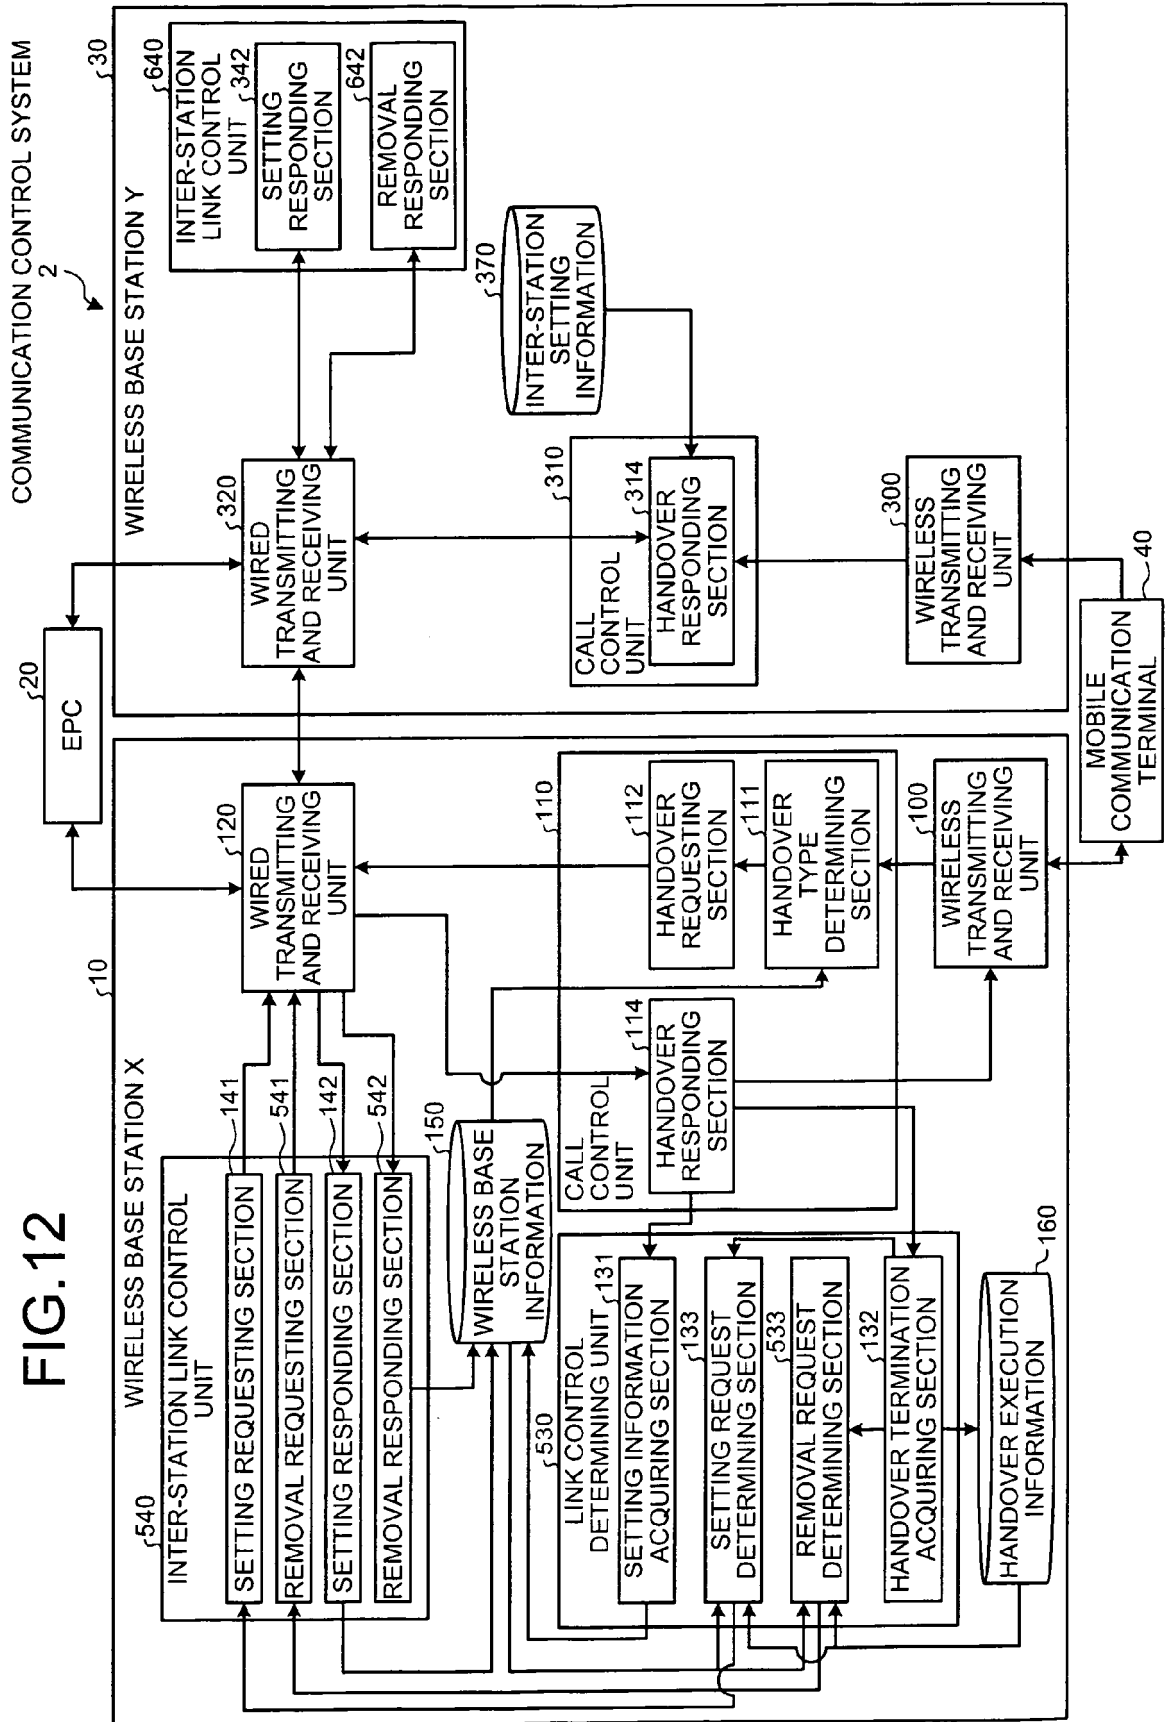 FIG.12
COMMUNICATION CONTROL SYSTEM
2
20
EPC
10
WIRELESS BASE STATION X
540
INTER-STATION LINK CONTROL
UNIT
SETTING REQUESTING SECTION
141
REMOVAL REQUESTING SECTION
541
SETTING RESPONDING SECTION
142
REMOVAL RESPONDING SECTION
542
120
WIRED
TRANSMITTING
AND RECEIVING
UNIT
150
WIRELESS BASE
STATION
INFORMATION
530
LINK CONTROL
DETERMINING UNIT
131
SETTING INFORMATION
ACQUIRING SECTION
133
SETTING REQUEST
DETERMINING SECTION
533
REMOVAL REQUEST
DETERMINING SECTION
132
HANDOVER TERMINATION
ACQUIRING SECTION
160
HANDOVER EXECUTION
INFORMATION
110
CALL CONTROL
UNIT
114
HANDOVER
RESPONDING
SECTION
112
HANDOVER
REQUESTING
SECTION
111
HANDOVER
TYPE
DETERMINING
SECTION
100
WIRELESS
TRANSMITTING
AND RECEIVING
UNIT
30
WIRELESS BASE STATION Y
320
WIRED
TRANSMITTING
AND RECEIVING
UNIT
640
INTER-STATION
LINK CONTROL
UNIT
342
SETTING
RESPONDING
SECTION
642
REMOVAL
RESPONDING
SECTION
370
INTER-STATION
SETTING
INFORMATION
310
CALL
CONTROL
UNIT
314
HANDOVER
RESPONDING
SECTION
300
WIRELESS
TRANSMITTING
AND RECEIVING
UNIT
40
MOBILE
COMMUNICATION
TERMINAL